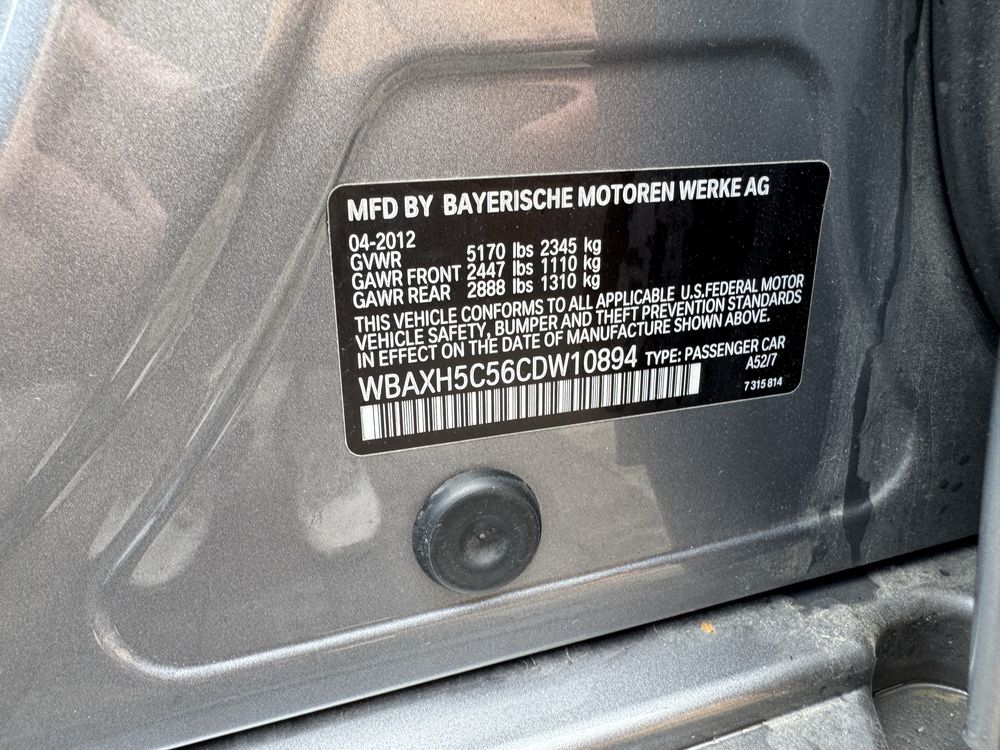 MFD BY BAYERISCHE MOTOREN WERKE AG
04-2012
GVWR 5170 lbs 2345 kg
GAWR FRONT 2447 lbs 1110 kg
GAWR REAR 2888 lbs 1310 kg
THIS VEHICLE CONFORMS TO ALL APPLICABLE U.S.FEDERAL MOTOR
VEHICLE SAFETY, BUMPER AND THEFT PREVENTION STANDARDS
IN EFFECT ON THE DATE OF MANUFACTURE SHOWN ABOVE.
WBAXH5C56CDW10894 TYPE: PASSENGER CAR
A52/7
7 315 814